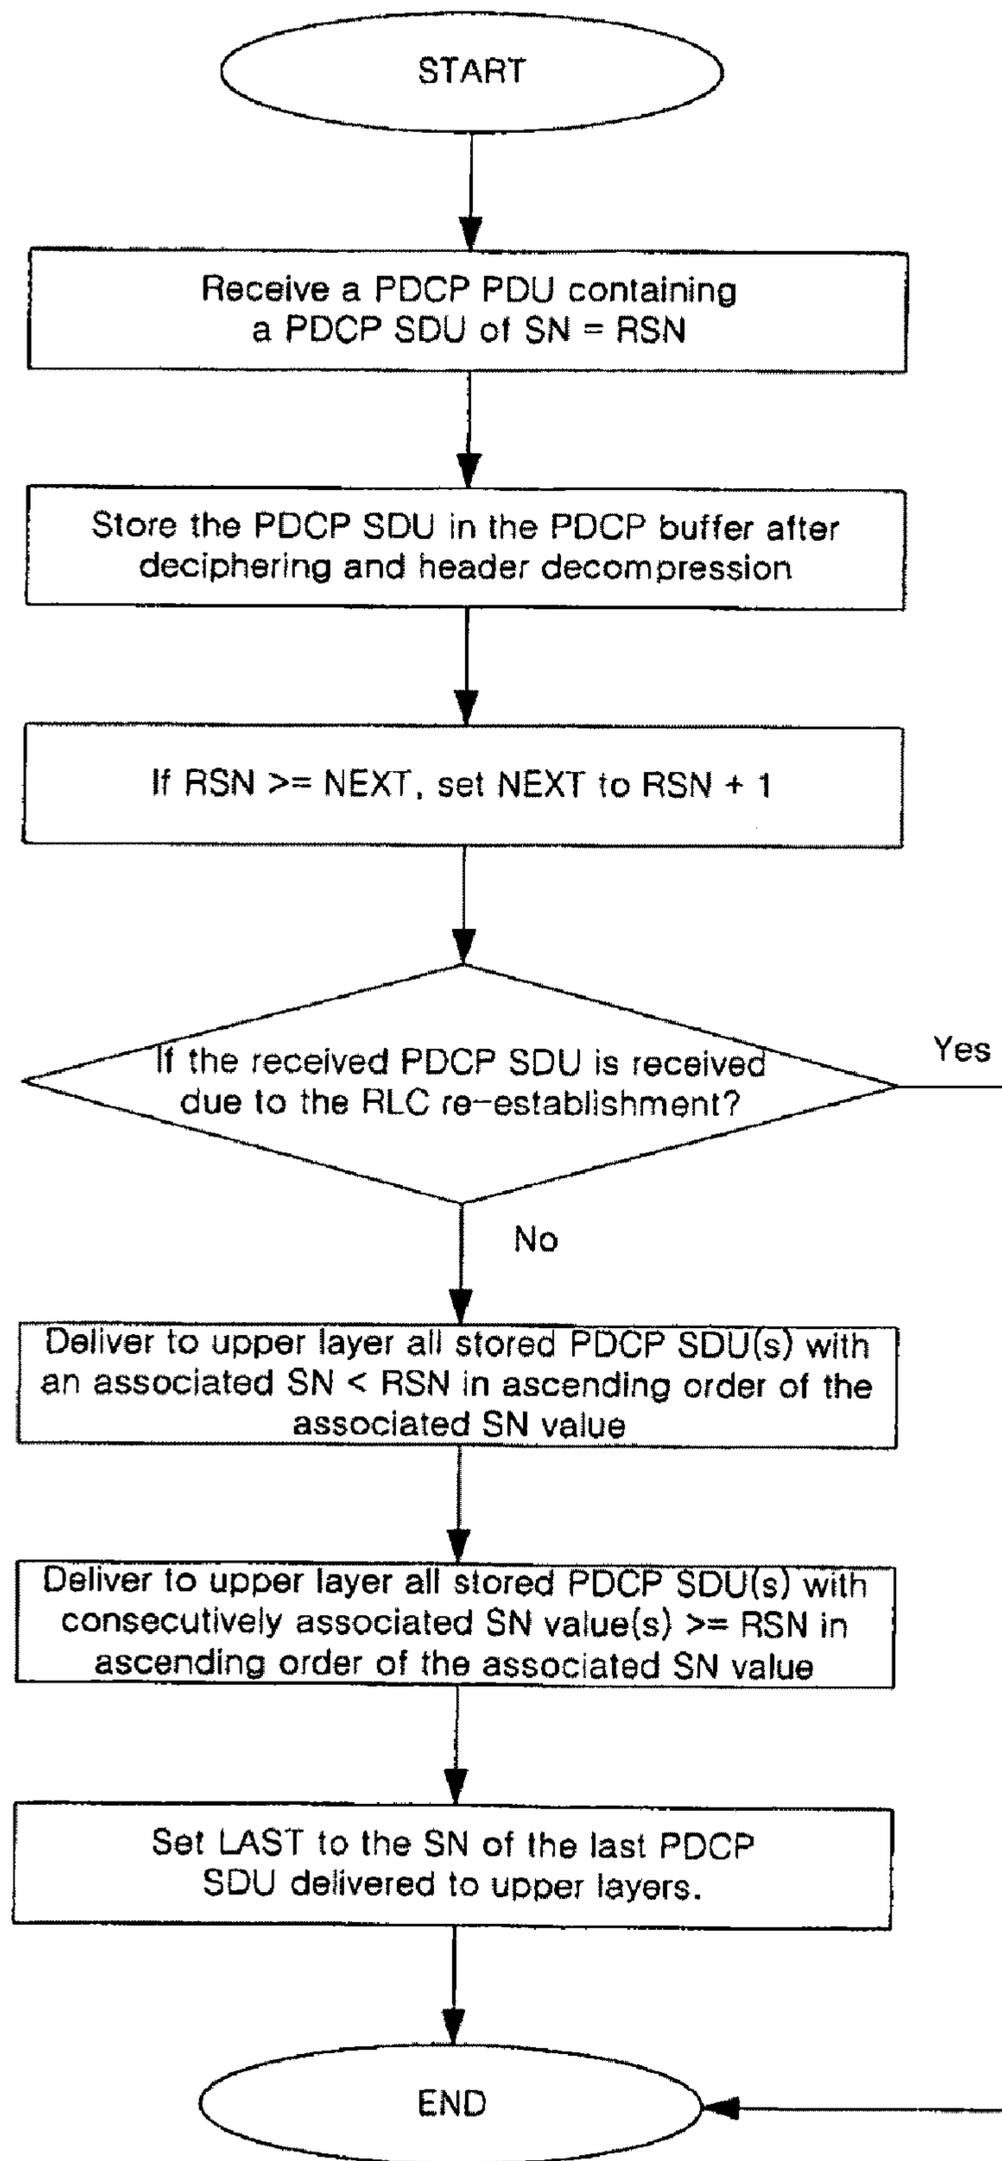 START
Receive a PDCP PDU containing
a PDCP SDU of SN = RSN
Store the PDCP SDU in the PDCP buffer after
deciphering and header decompression
If RSN >= NEXT, set NEXT to RSN + 1
If the received PDCP SDU is received
due to the RLC re-establishment?
Yes
No
Deliver to upper layer all stored PDCP SDU(s) with
an associated SN < RSN in ascending order of the
associated SN value
Deliver to upper layer all stored PDCP SDU(s) with
consecutively associated SN value(s) >= RSN in
ascending order of the associated SN value
Set LAST to the SN of the last PDCP
SDU delivered to upper layers.
END